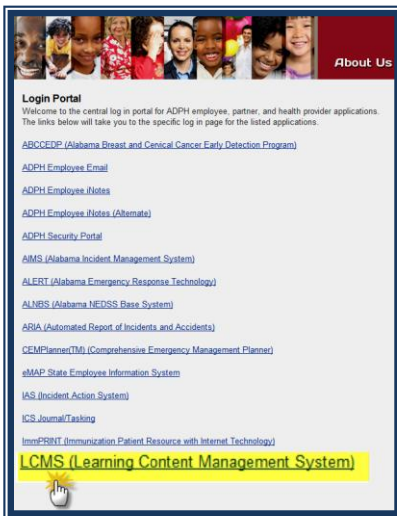 About Us
Login Portal
Welcome to the central log in portal for ADPH employee, partner, and health provider applications.
The links below will take you to the specific log in page for the listed applications.
ABCCEDP (Alabama Breast and Cervical Cancer Early Detection Program)
ADPH Employee Email
ADPH Employee iNotes
ADPH Employee iNotes (Alternate)
ADPH Security Portal
AIMS (Alabama Incident Management System)
ALERT (Alabama Emergency Response Technology)
ALNBS (Alabama NEDSS Base System)
ARIA (Automated Report of Incidents and Accidents)
CEMPlanner(TM) (Comprehensive Emergency Management Planner)
eMAP State Employee Information System
IAS (Incident Action System)
ICS Journal/Tasking
ImmPRINT (Immunization Patient Resource with Internet Technology)
LCMS (Learning Content Management System)